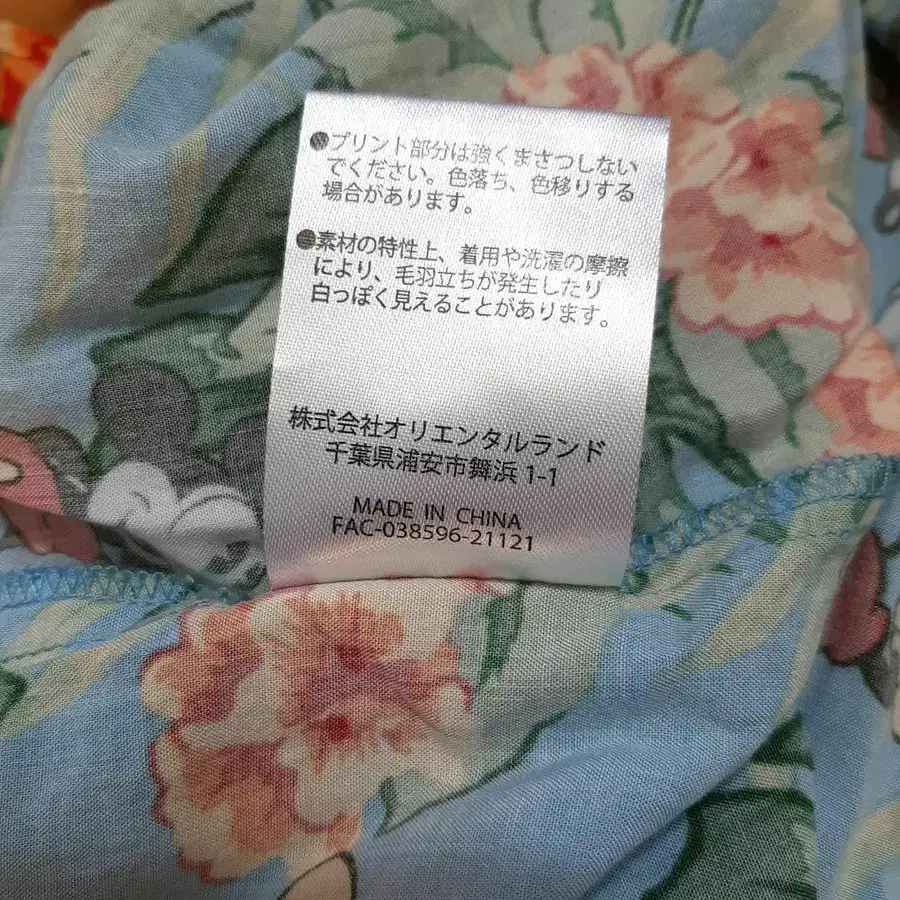 ●プリント部分は強くまさつしない
でください。色落ち、色移りする
場合があります。
●素材の特性上、着用や洗濯の摩擦
により、毛羽立ちが発生したり
白っぽく見えることがあります。
株式会社オリエンタルランド
千葉県浦安市舞浜 1-1
MADE IN CHINA
FAC-038596-21121